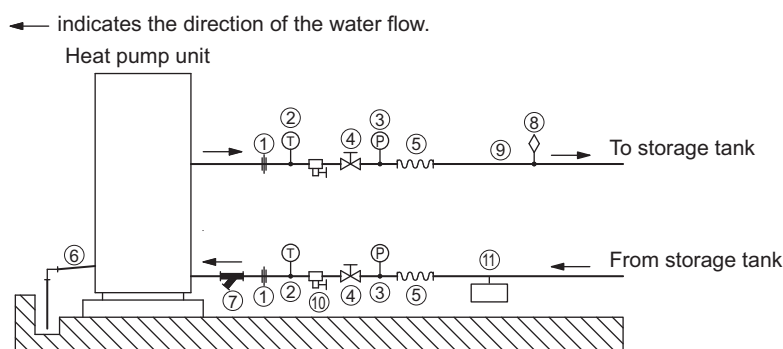 indicates the direction of the water flow.
Heat pump unit
② ③ ⑧
① ④ ⑤ ⑨ To storage tank
T P
⑥ T P ⑪ From storage tank
⑦ ① ② ⑩ ④ ③ ⑤